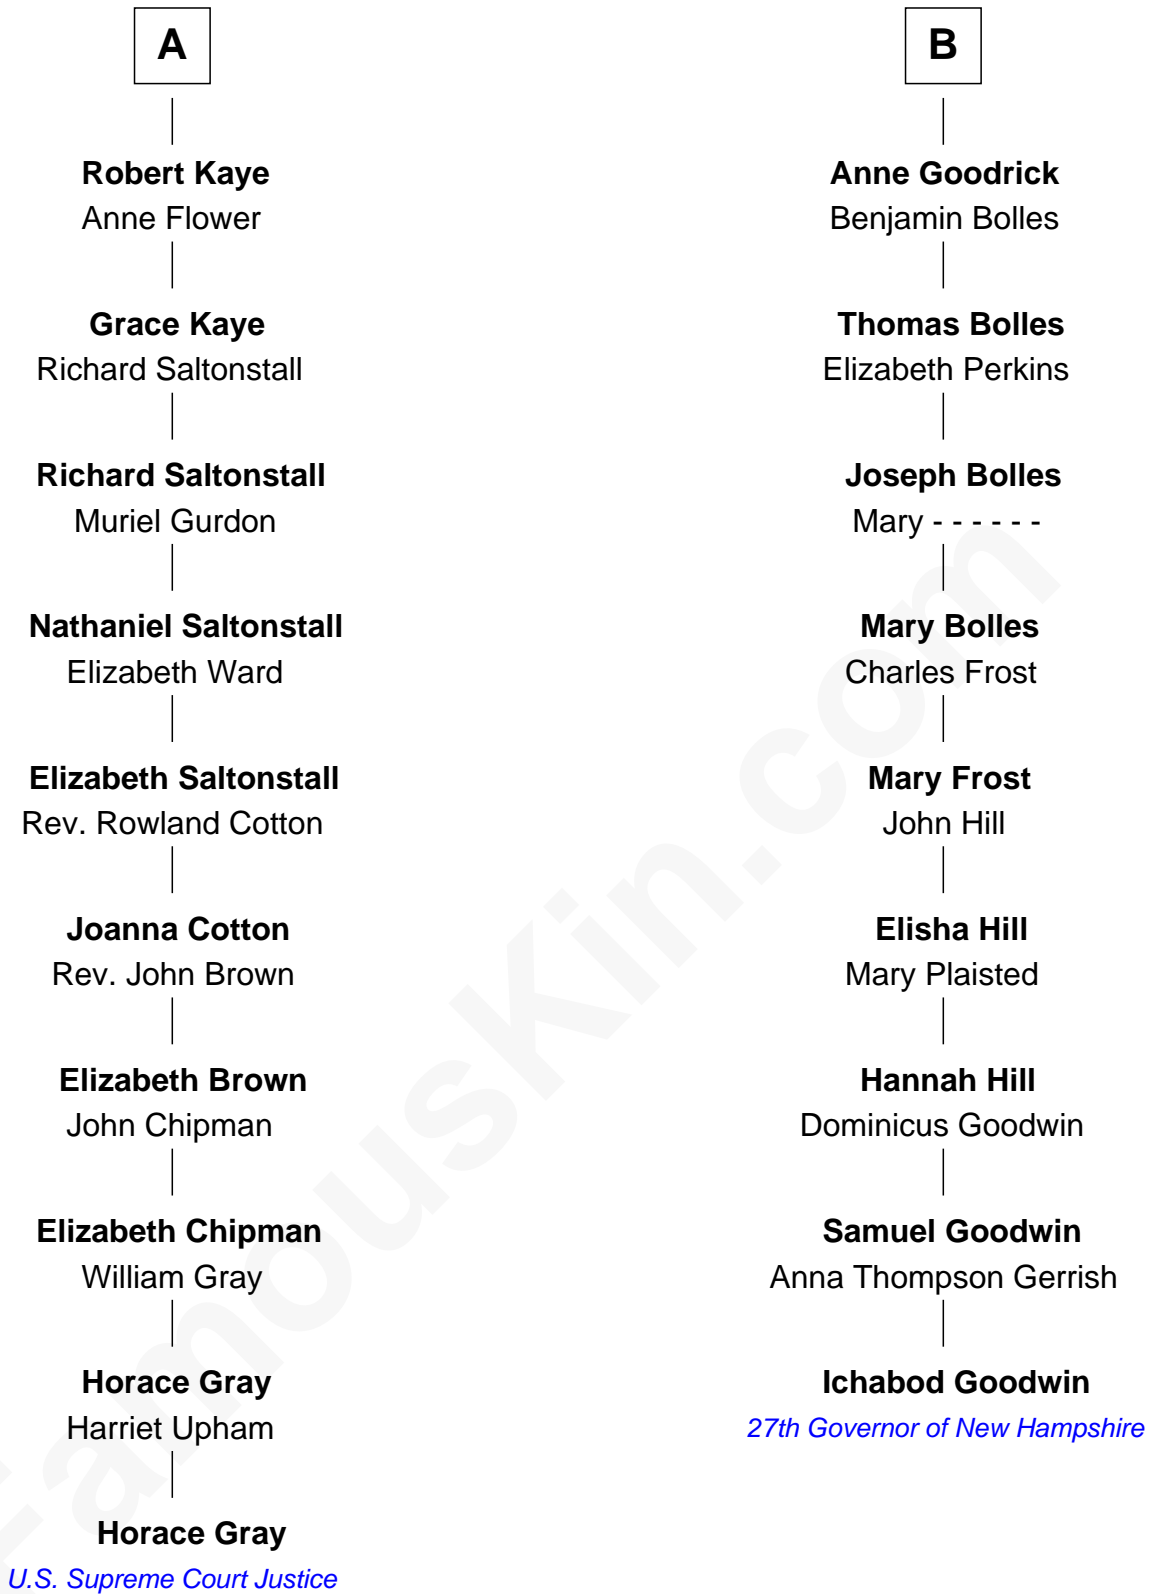 A
Robert Kaye
Anne Flower
Grace Kaye
Richard Saltonstall
Richard Saltonstall
Muriel Gurdon
Nathaniel Saltonstall
Elizabeth Ward
Elizabeth Saltonstall
Rev. Rowland Cotton
Joanna Cotton
Rev. John Brown
Elizabeth Brown
John Chipman
Elizabeth Chipman
William Gray
Horace Gray
Harriet Upham
Horace Gray
U.S. Supreme Court Justice
B
Anne Goodrick
Benjamin Bolles
Thomas Bolles
Elizabeth Perkins
Joseph Bolles
Mary - - - - - -
Mary Bolles
Charles Frost
Mary Frost
John Hill
Elisha Hill
Mary Plaisted
Hannah Hill
Dominicus Goodwin
Samuel Goodwin
Anna Thompson Gerrish
Ichabod Goodwin
27th Governor of New Hampshire
FamousKin.com